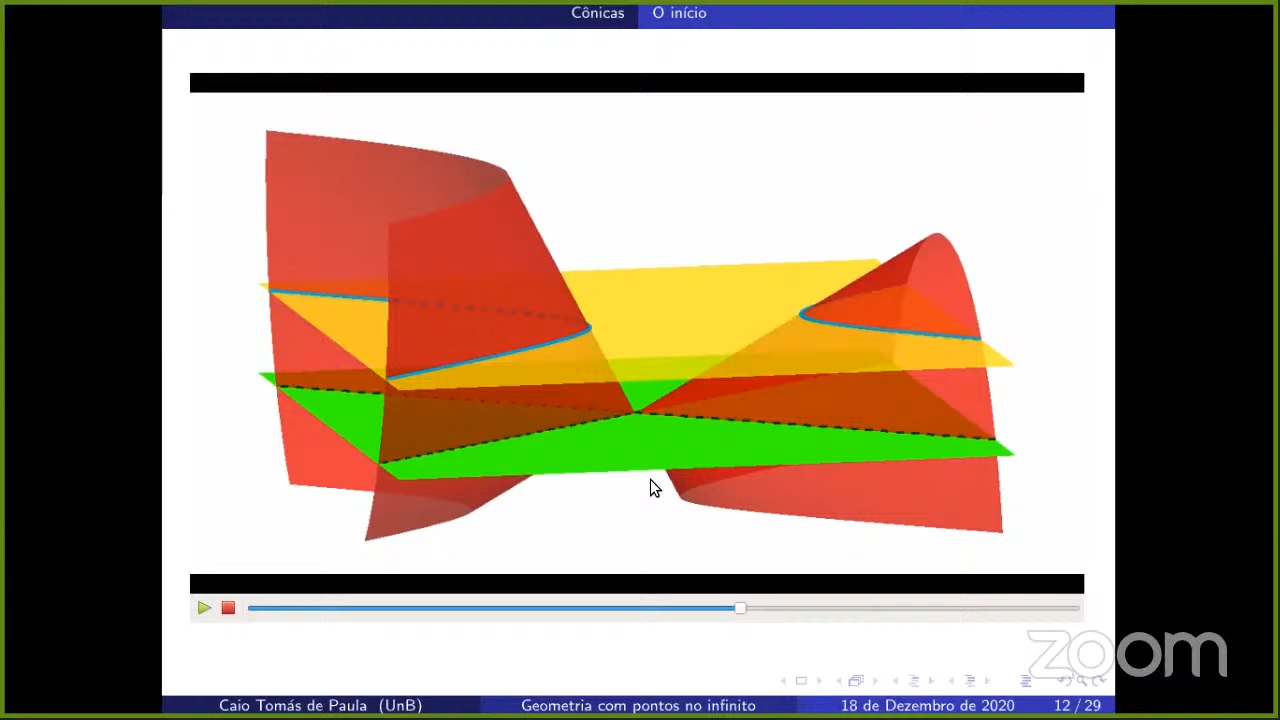 Cônicas O início
zoom
Caio Tomás de Paula (UnB) Geometria com pontos no infinito 18 de Dezembro de 2020 12 / 29